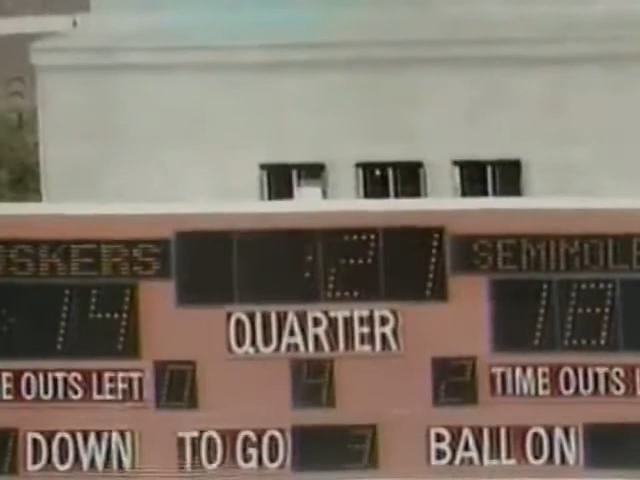 SKERS :27 SEMINOLE
14 18
QUARTER
E OUTS LEFT 0 4 2 TIME OUTS L
DOWN TO GO 3 BALL ON